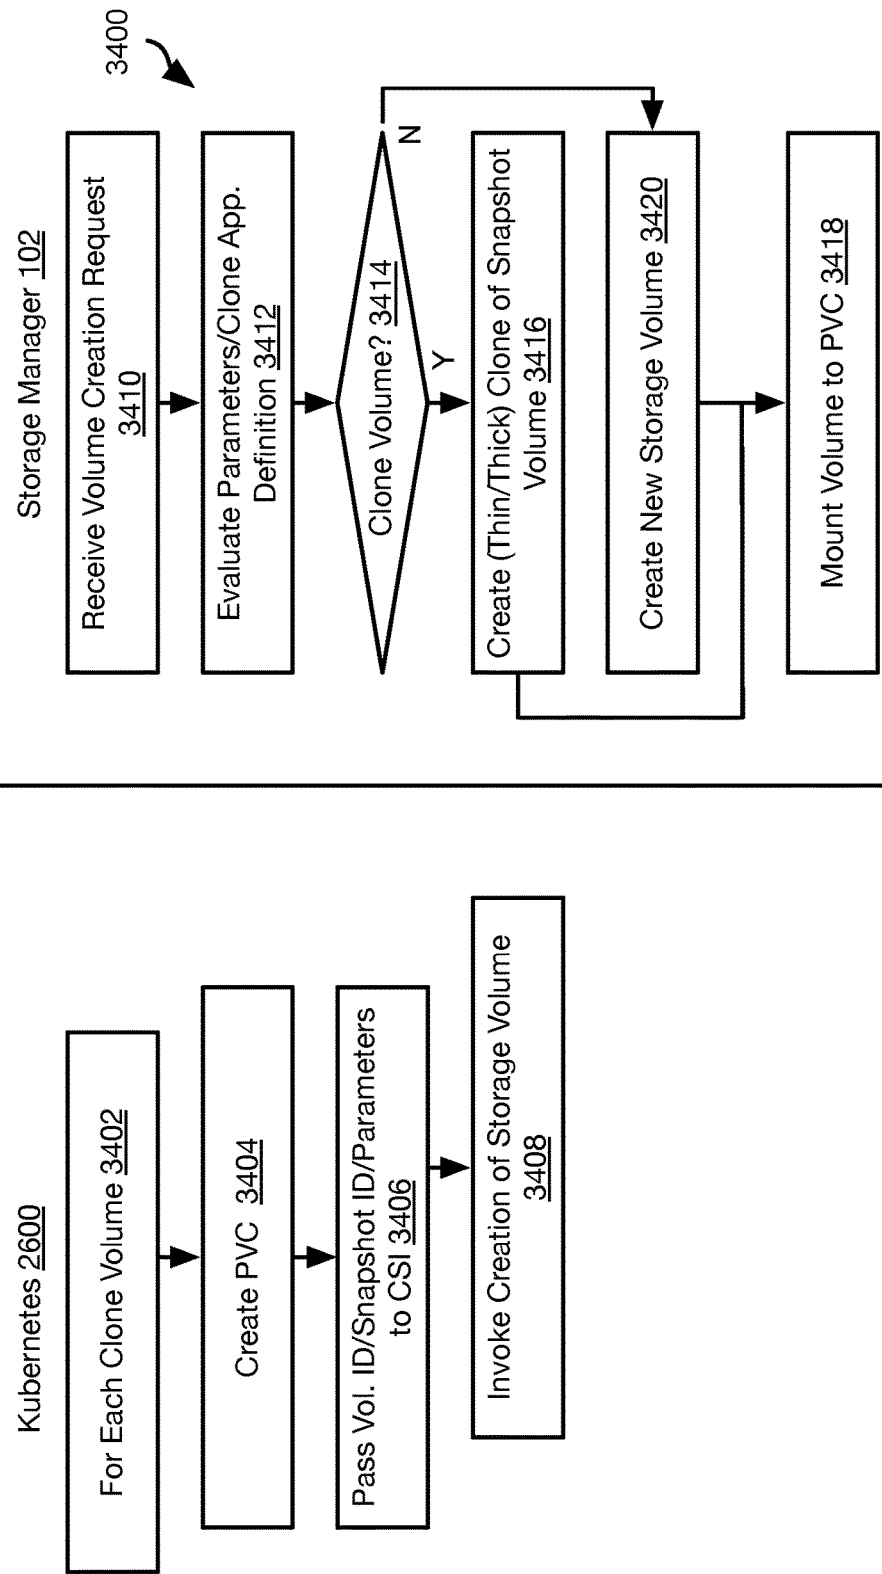 Kubernetes 2600
For Each Clone Volume 3402
Create PVC 3404
Pass Vol. ID/Snapshot ID/Parameters
to CSI 3406
Invoke Creation of Storage Volume
3408
Storage Manager 102
3400
Receive Volume Creation Request
3410
Evaluate Parameters/Clone App.
Definition 3412
Clone Volume? 3414
N
Y
Create (Thin/Thick) Clone of Snapshot
Volume 3416
Create New Storage Volume 3420
Mount Volume to PVC 3418